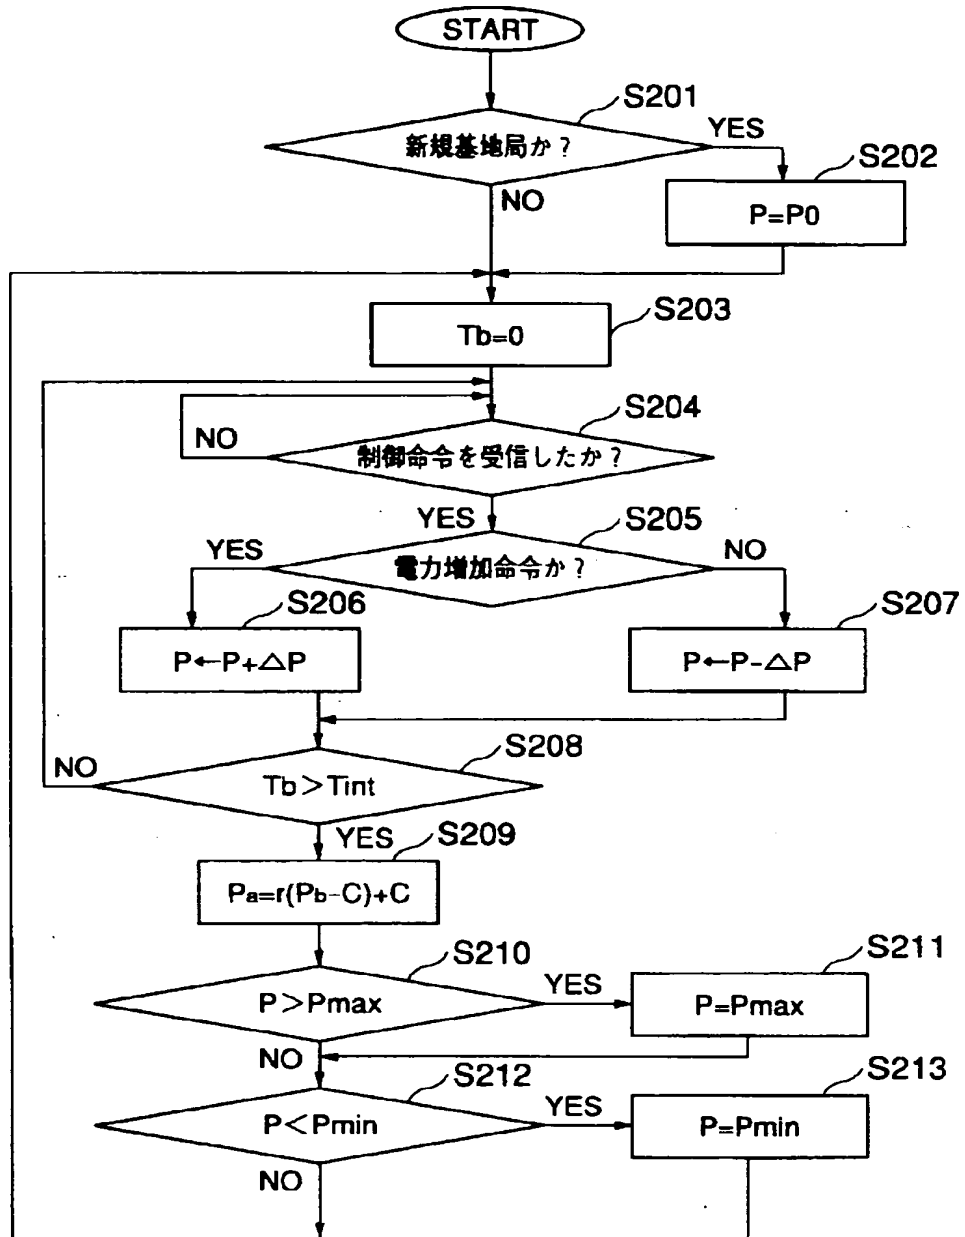 START
S201
新規基地局か？
YES
S202
NO
P=P0
S203
Tb=0
S204
NO
制御命令を受信したか？
YES
S205
YES
電力増加命令か？
NO
S206
S207
P←P+△P
P←P-△P
S208
NO
Tb>Tint
YES
S209
Pa=r(Pb-C)+C
S210
S211
P>Pmax
YES
P=Pmax
NO
S212
S213
P<Pmin
YES
P=Pmin
NO